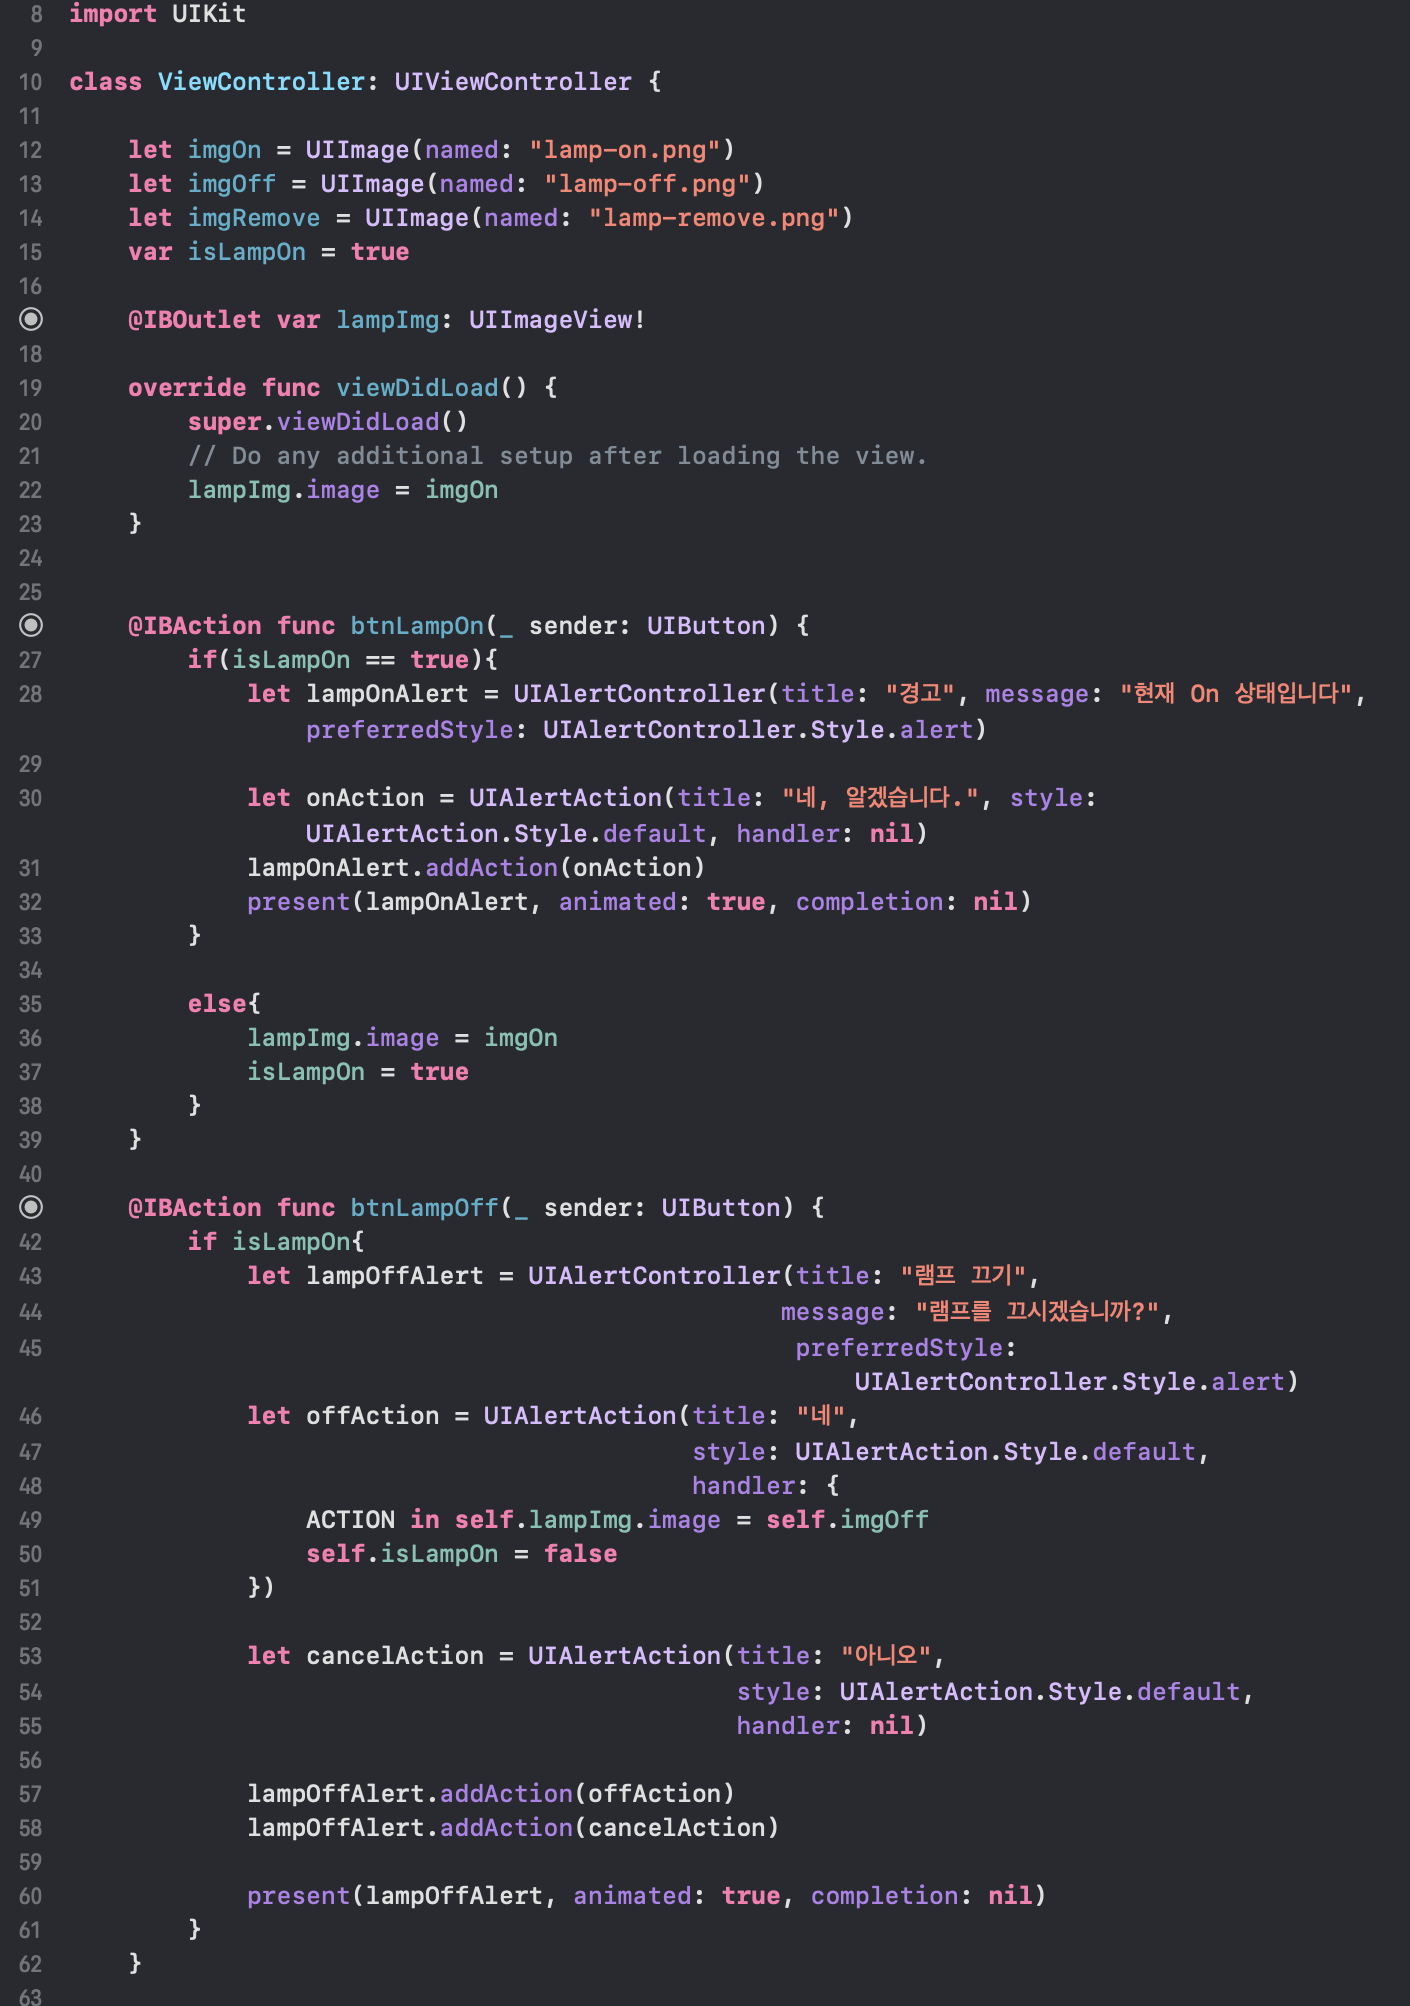 8 import UIKit
9
10 class ViewController: UIViewController {
11
12     let imgOn = UIImage(named: "lamp-on.png")
13     let imgOff = UIImage(named: "lamp-off.png")
14     let imgRemove = UIImage(named: "lamp-remove.png")
15     var isLampOn = true
16
    @IBOutlet var lampImg: UIImageView!
18
19     override func viewDidLoad() {
20         super.viewDidLoad()
21         // Do any additional setup after loading the view.
22         lampImg.image = imgOn
23     }
24
25
    @IBAction func btnLampOn(_ sender: UIButton) {
27         if(isLampOn == true){
28             let lampOnAlert = UIAlertController(title: "경고", message: "현재 On 상태입니다",
                preferredStyle: UIAlertController.Style.alert)
29
30             let onAction = UIAlertAction(title: "네, 알겠습니다.", style:
                UIAlertAction.Style.default, handler: nil)
31             lampOnAlert.addAction(onAction)
32             present(lampOnAlert, animated: true, completion: nil)
33         }
34
35         else{
36             lampImg.image = imgOn
37             isLampOn = true
38         }
39     }
40
    @IBAction func btnLampOff(_ sender: UIButton) {
42         if isLampOn{
43             let lampOffAlert = UIAlertController(title: "램프 끄기",
44                                                 message: "램프를 끄시겠습니까?",
45                                                  preferredStyle:
                                                     UIAlertController.Style.alert)
46             let offAction = UIAlertAction(title: "네",
47                                           style: UIAlertAction.Style.default,
48                                           handler: {
49                 ACTION in self.lampImg.image = self.imgOff
50                 self.isLampOn = false
51             })
52
53             let cancelAction = UIAlertAction(title: "아니오",
54                                              style: UIAlertAction.Style.default,
55                                              handler: nil)
56
57             lampOffAlert.addAction(offAction)
58             lampOffAlert.addAction(cancelAction)
59
60             present(lampOffAlert, animated: true, completion: nil)
61         }
62     }
63